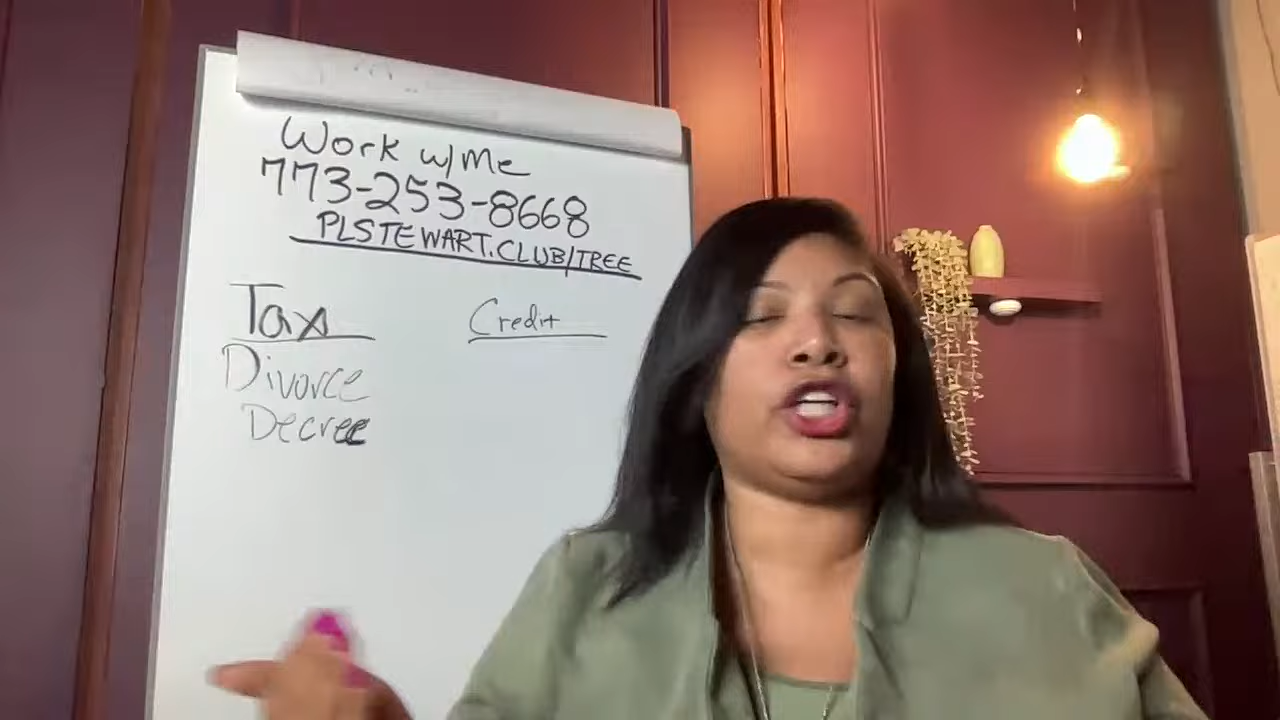 Work w/Me
773-253-8668
PLSTEWART.CLUB/TREE
Tax
Credit
Divorce
Decree